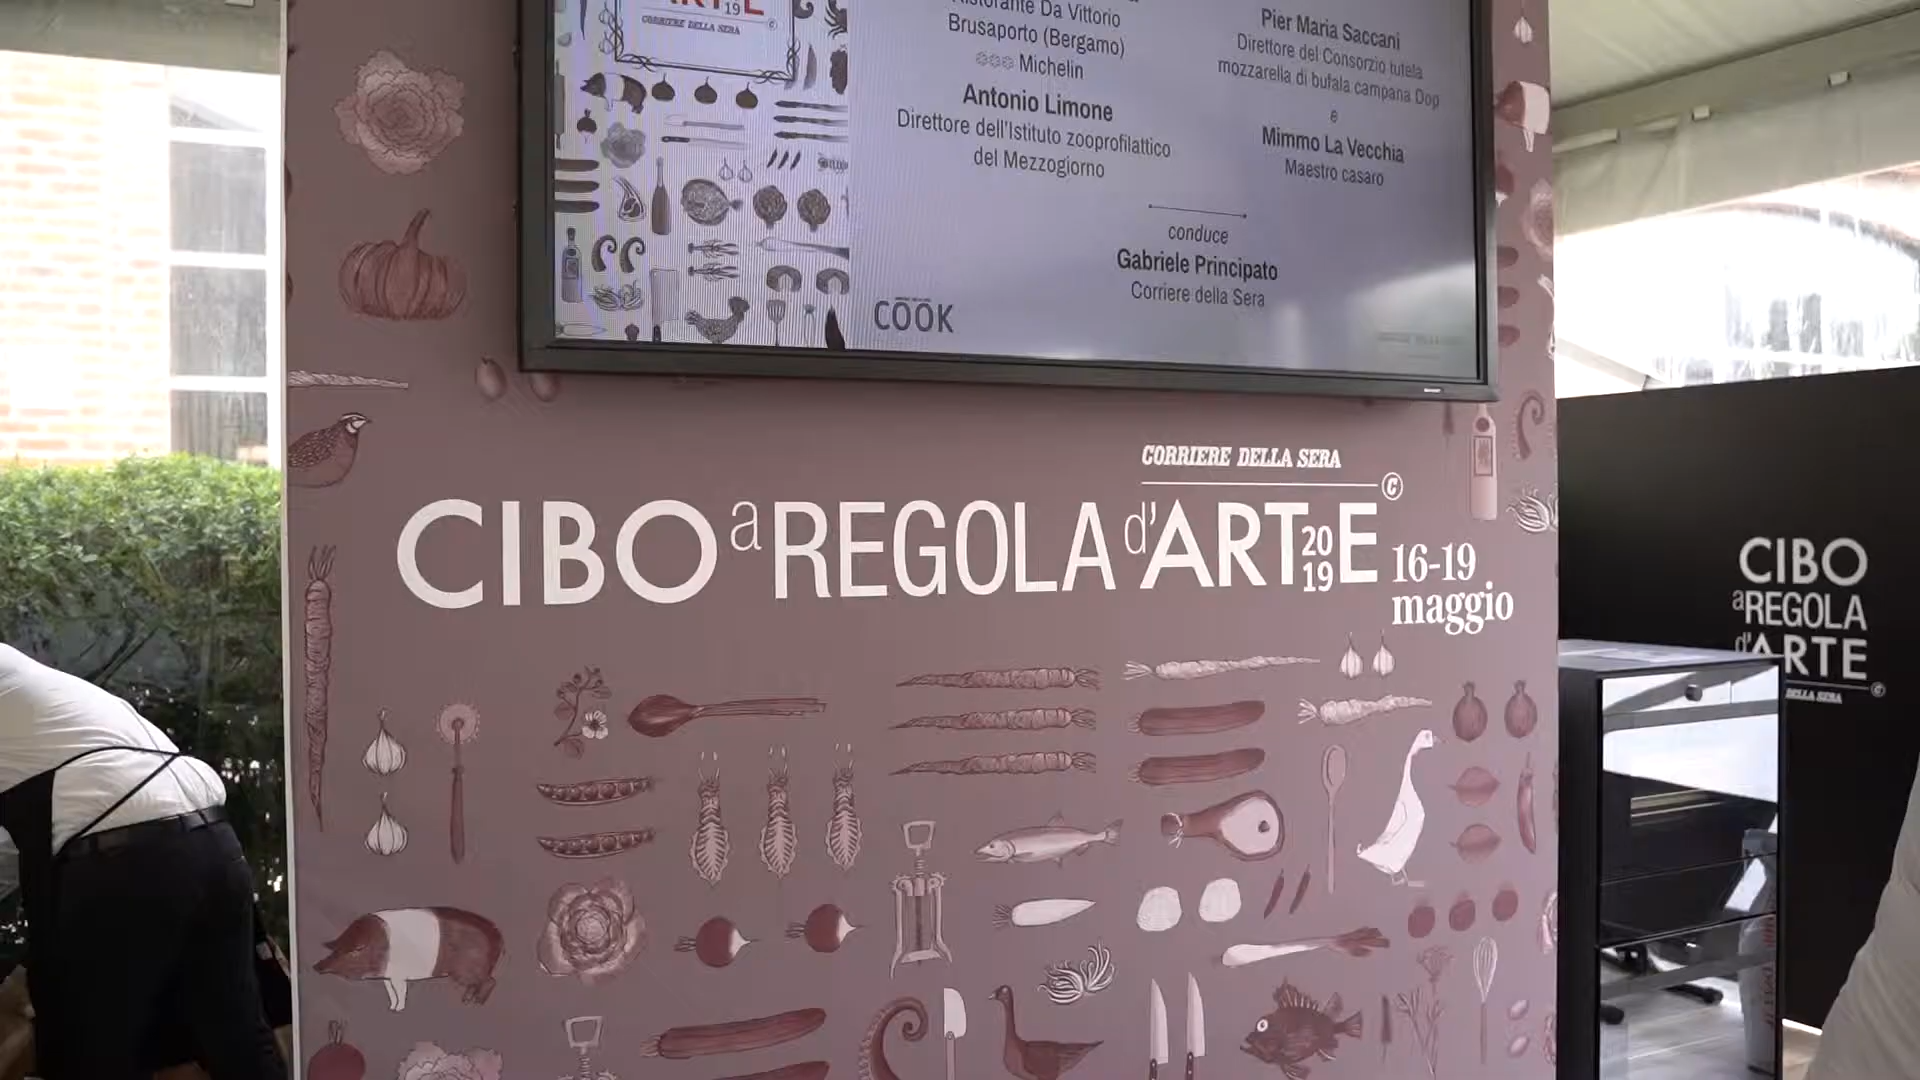 19
CORRIERE DELLA SERA
Ristorante Da Vittorio
Brusaporto (Bergamo)
Michelin
Antonio Limone
Direttore dell'Istituto zooprofilattico
del Mezzogiorno
Pier Maria Saccani
Direttore del Consorzio tutela
mozzarella di bufala campana Dop
e
Mimmo La Vecchia
Maestro casaro
conduce
Gabriele Principato
Corriere della Sera
COOK
CORRIERE DELLA SERA
C
CIBO a REGOLA d'ARTE
2019
16-19
maggio
CIBO
a REGOLA
d'ARTE
DELLA SERA